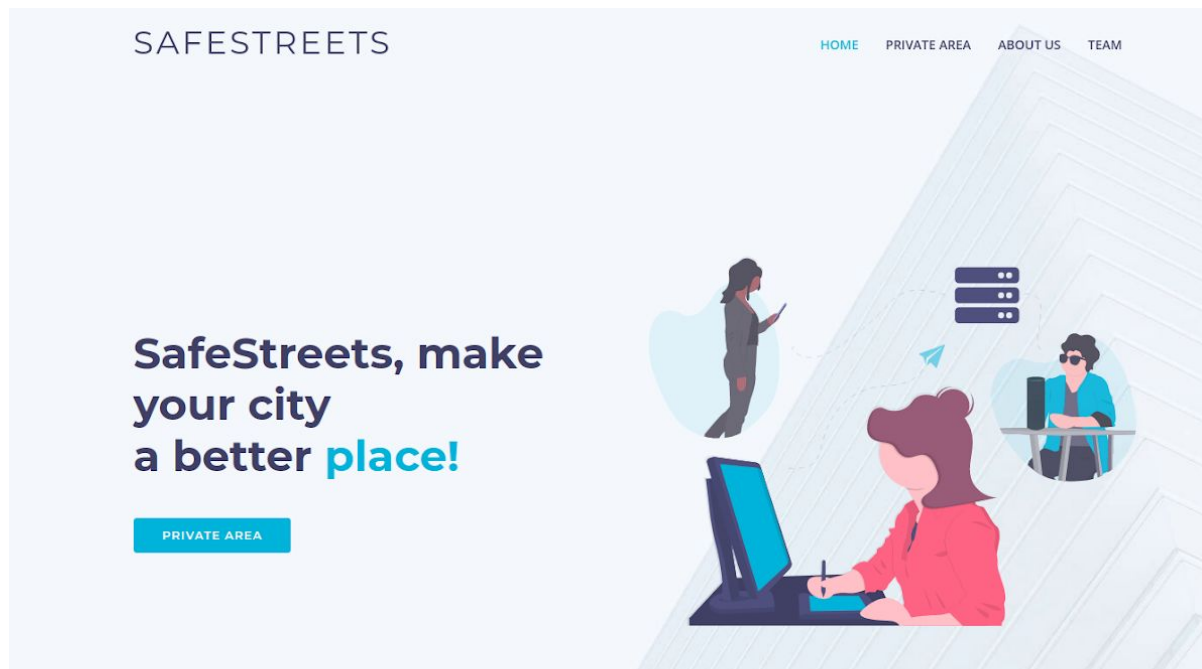 SAFESTREETS
HOME PRIVATE AREA ABOUT US TEAM
SafeStreets, make
your city
a better place!
PRIVATE AREA